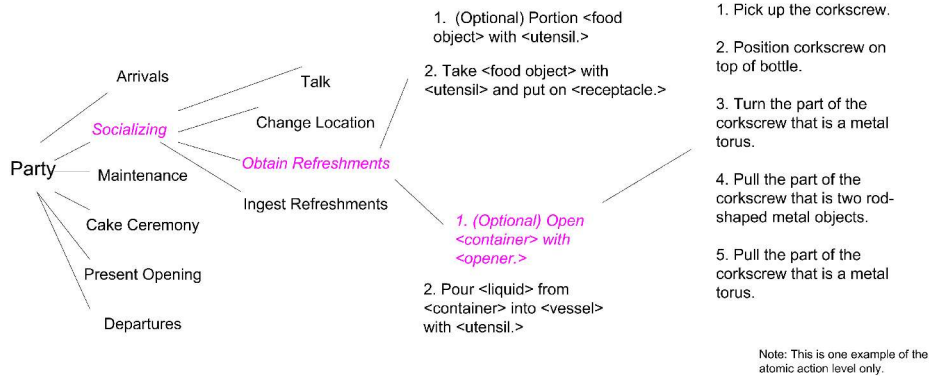 Party
Arrivals
Socializing
Maintenance
Cake Ceremony
Present Opening
Departures
Talk
Change Location
Obtain Refreshments
Ingest Refreshments
1. (Optional) Portion <food
object> with <utensil.>
2. Take <food object> with
<utensil> and put on <receptacle.>
1. (Optional) Open
<container> with
<opener.>
2. Pour <liquid> from
<container> into <vessel>
with <utensil.>
1. Pick up the corkscrew.
2. Position corkscrew on
top of bottle.
3. Turn the part of the
corkscrew that is a metal
torus.
4. Pull the part of the
corkscrew that is two rod-
shaped metal objects.
5. Pull the part of the
corkscrew that is a metal
torus.
Note: This is one example of the
atomic action level only.